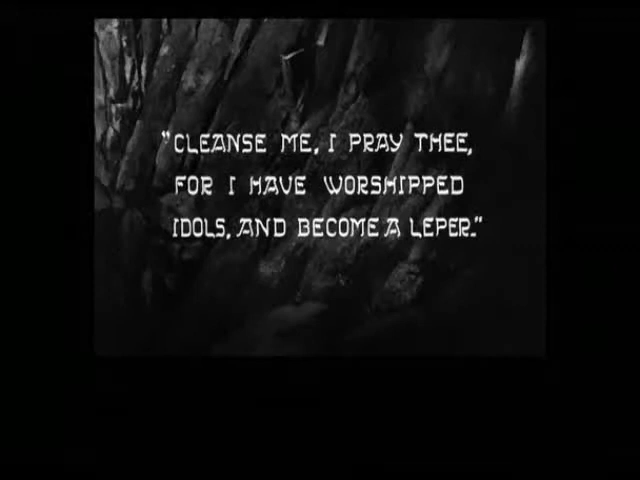 "CLEANSE ME, I PRAY THEE,
FOR I HAVE WORSHIPPED
IDOLS, AND BECOME A LEPER."